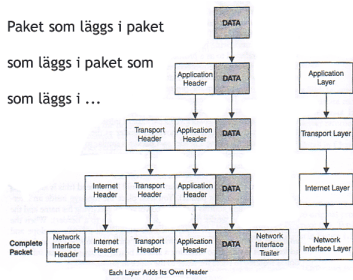 Paket som läggs i paket
som läggs i paket som
som läggs i ...
DATA
Application Header
DATA
Application Layer
Transport Header
Application Header
DATA
Transport Layer
Internet Header
Transport Header
Application Header
DATA
Internet Layer
Complete Packet
Network Interface Header
Internet Header
Transport Header
Application Header
DATA
Network Interface Trailer
Network Interface Layer
Each Layer Adds Its Own Header